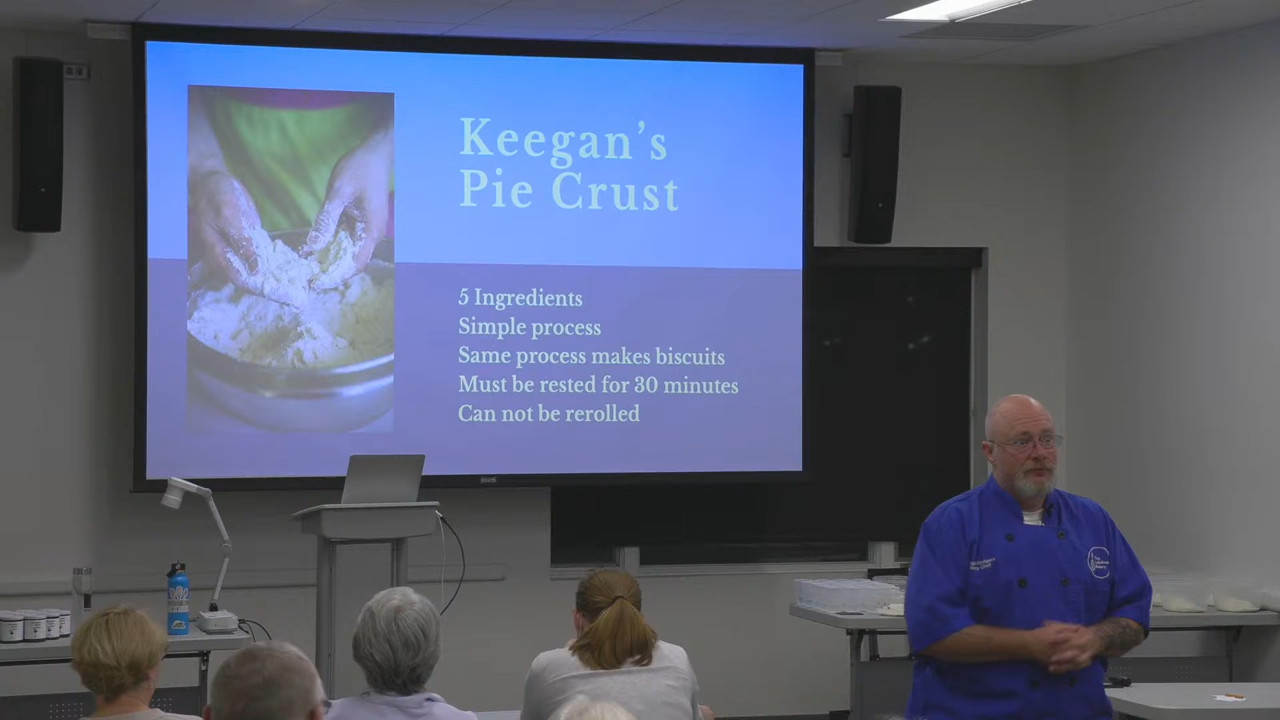 Keegan's
Pie Crust
5 Ingredients
Simple process
Same process makes biscuits
Must be rested for 30 minutes
Can not be rerolled